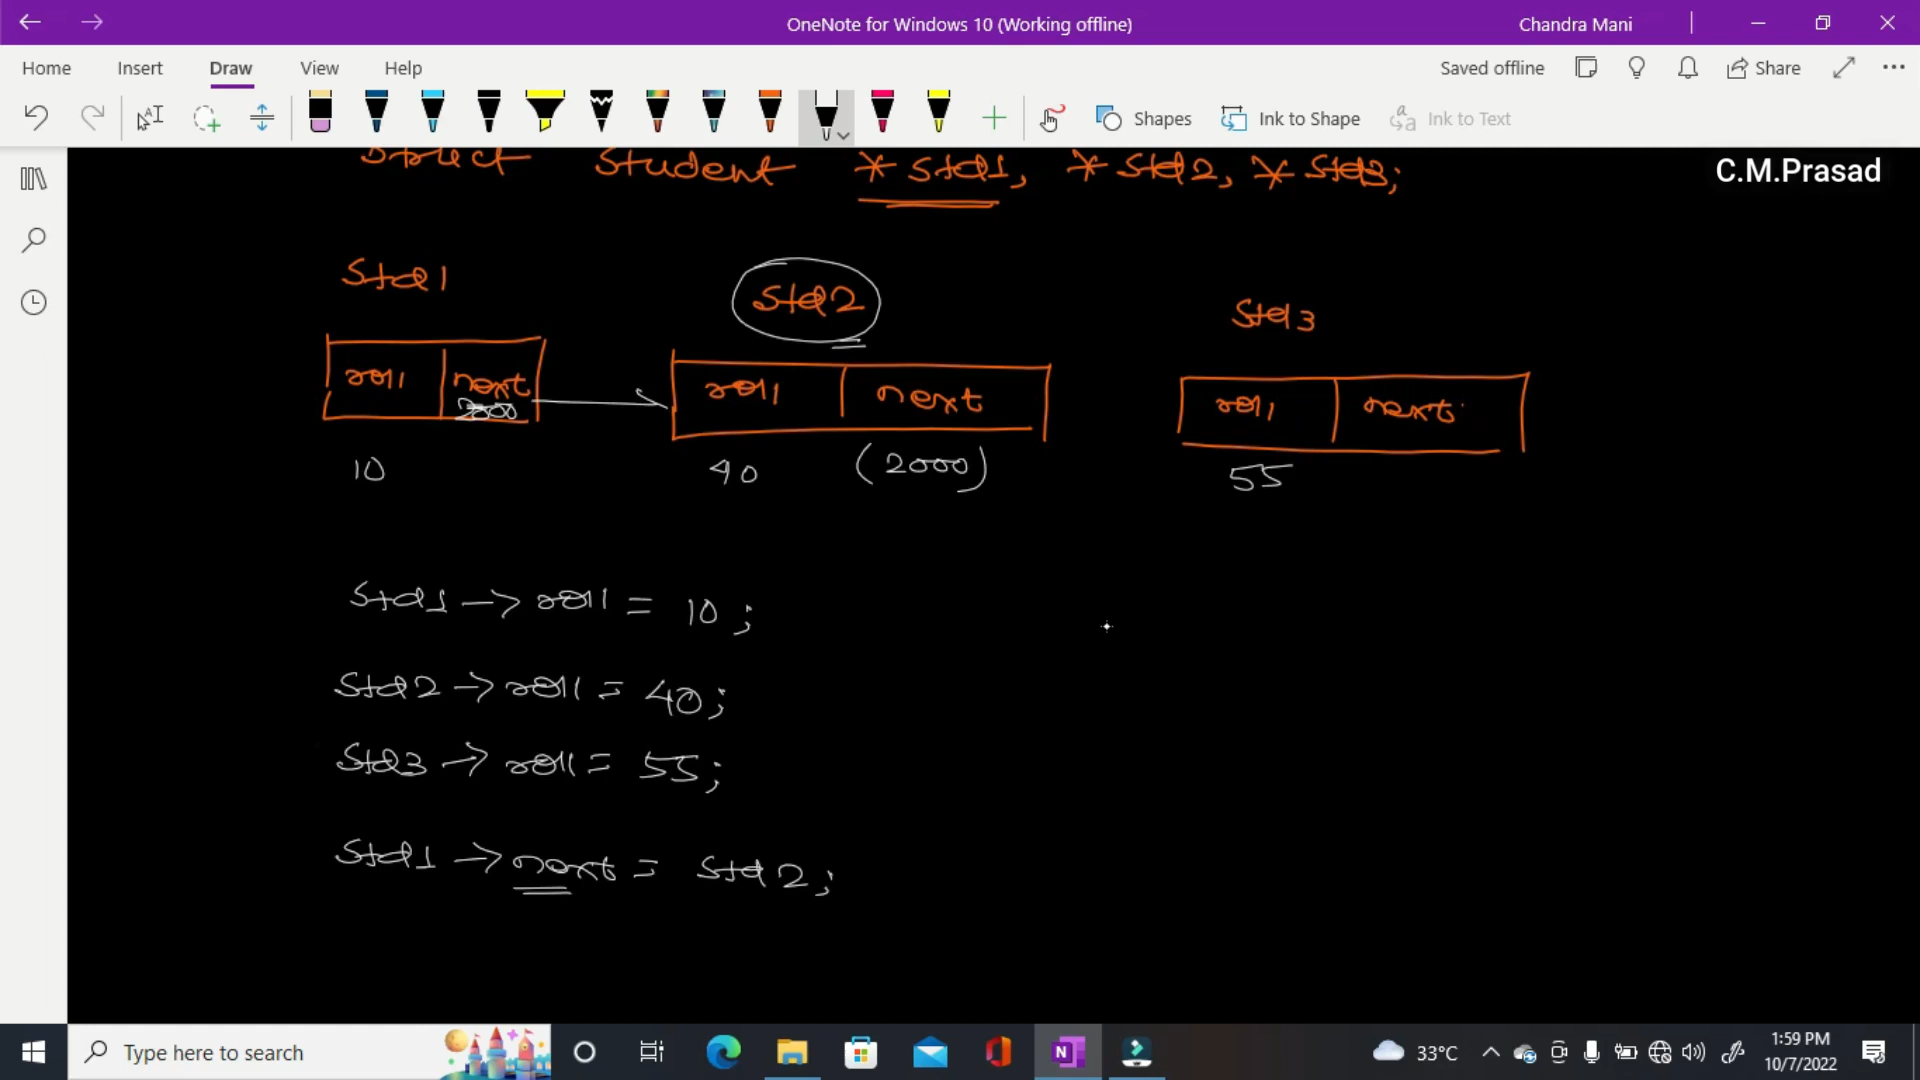 OneNote for Windows 10 (Working offline)
Chandra Mani
Home Insert Draw View Help
Saved offline
Share
Shapes
Ink to Shape
Ink to Text
C.M.Prasad
Struct Student *Std1, *Std2, *Std3;
Std1
Std2
Std3
roll next
2000
roll next
roll next
10
40 (2000)
55
Std1 -> roll = 10;
Std2 -> roll = 40;
Std3 -> roll = 55;
Std1 -> next = Std2;
Type here to search
33°C
1:59 PM
10/7/2022